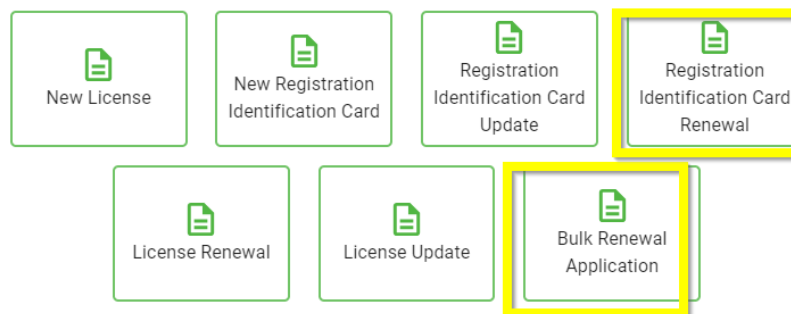 New License
New Registration
Identification Card
Registration
Identification Card
Update
Registration
Identification Card
Renewal
License Renewal
License Update
Bulk Renewal
Application